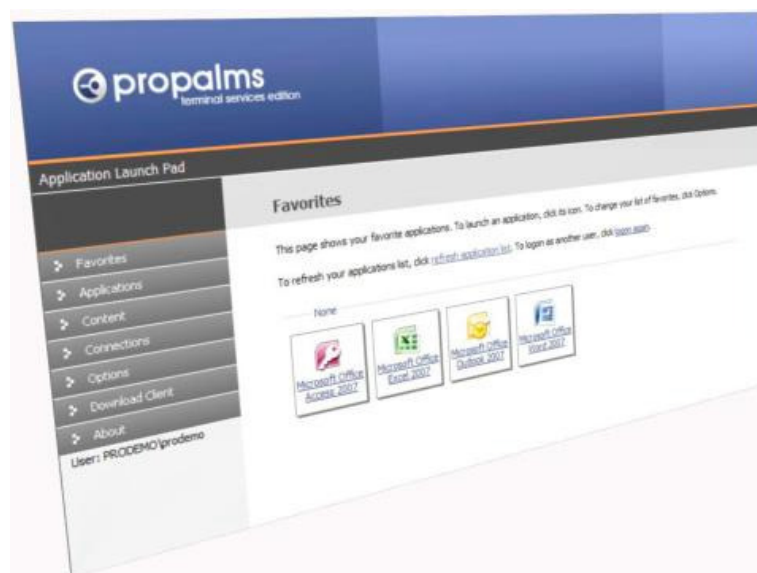 propalms
terminal services edition
Application Launch Pad
Favorites
This page shows your favorite applications. To launch an application, click its icon. To change your list of favorites, click Options.
To refresh your applications list, click refresh application list. To logon as another user, click logon again.
None
Microsoft Office
Access 2007
Microsoft Office
Excel 2007
Microsoft Office
Outlook 2007
Microsoft Office
Word 2007
Favorites
Applications
Content
Connections
Options
Download Client
About
User: PRODEMO\prodemo